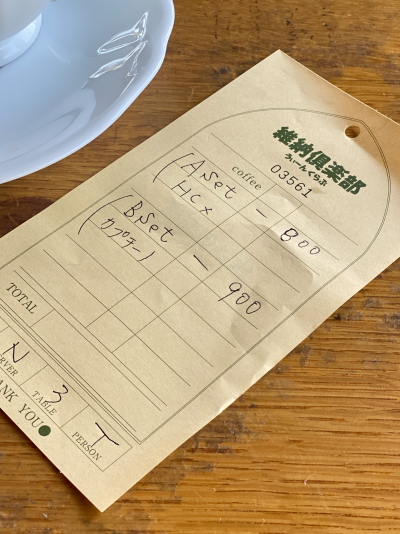 維納倶楽部
うぃーんくらぶ
03561
coffee
A.Set — 800
HC×
B.Set — 900
カプチーノ
TOTAL
N 3 T
ERVER TABLE PERSON
ANK YOU